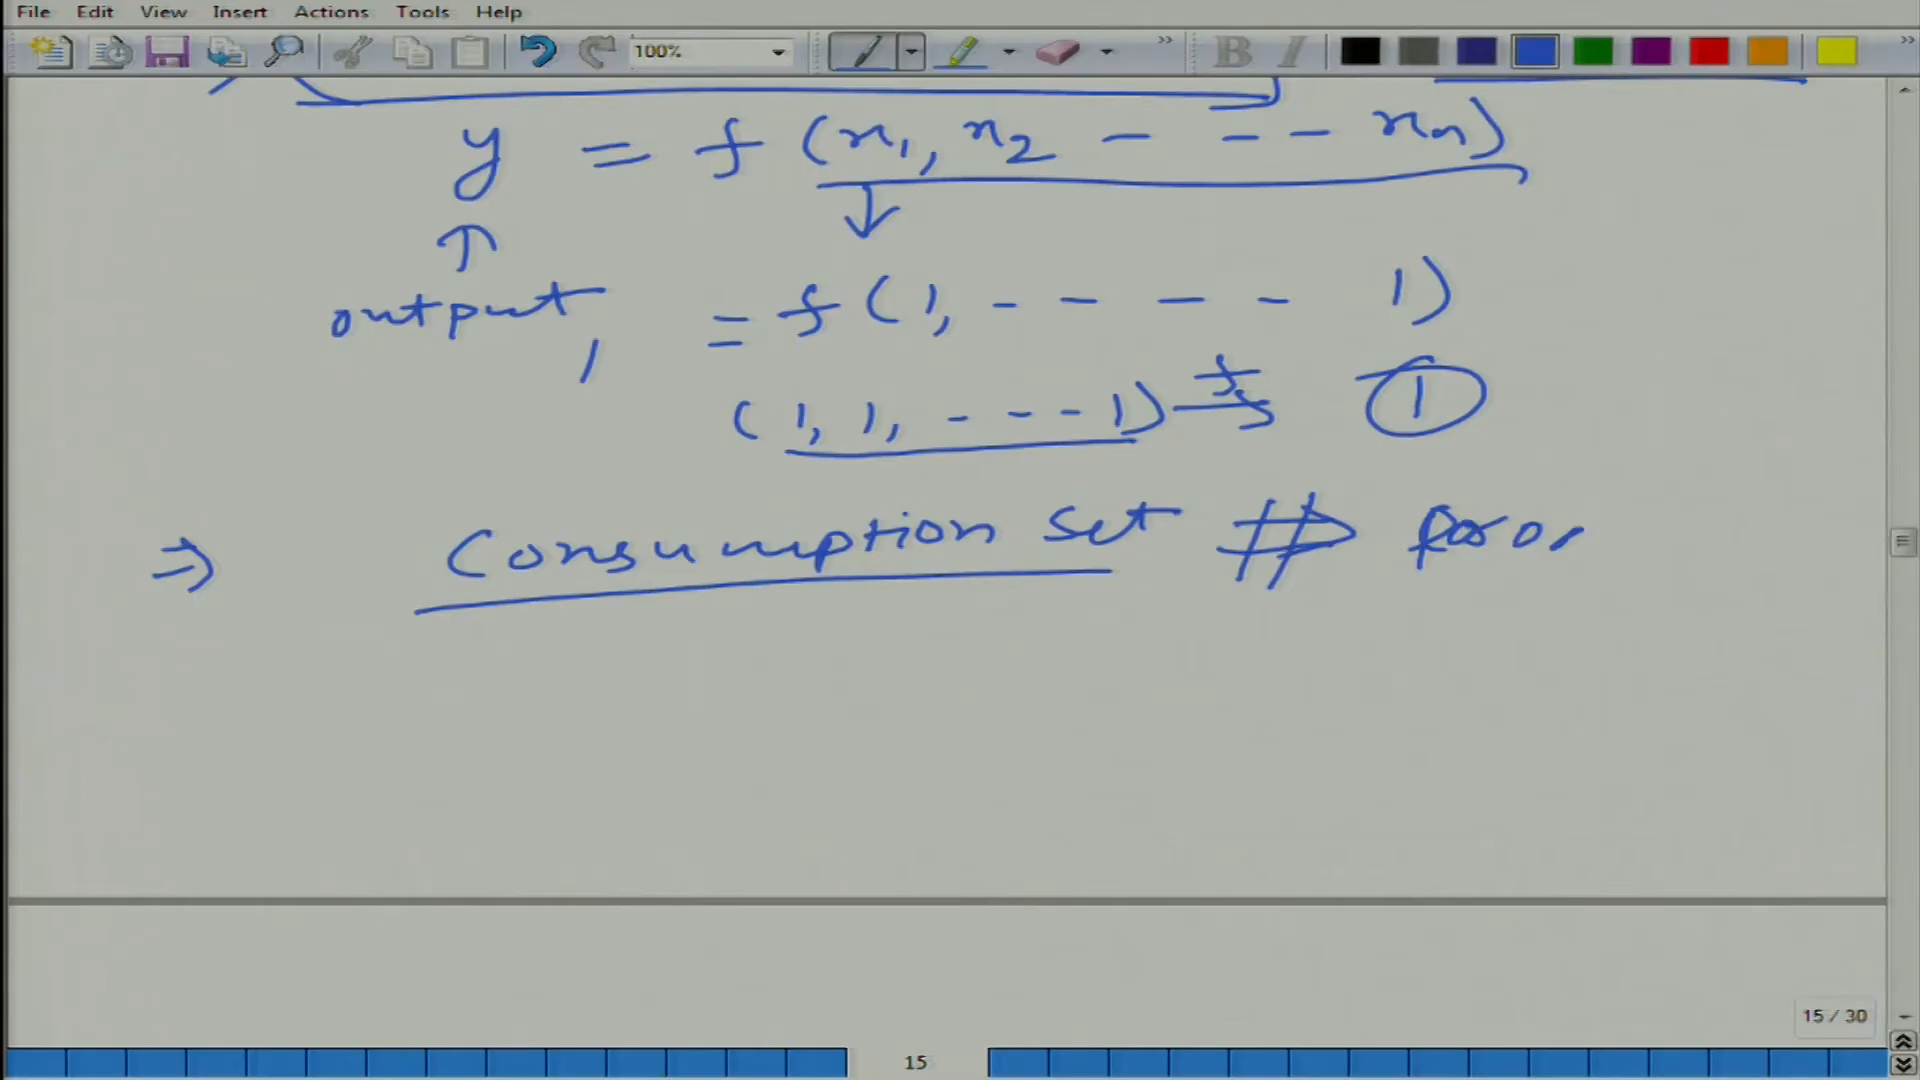 File Edit View Insert Actions Tools Help
100% B I
y = f (x1, x2 - - - xn)
output
1 = f (1, - - - - 1)
(1, 1, - - - 1) f→ 1
⇒ Consumption set
15 / 30
15